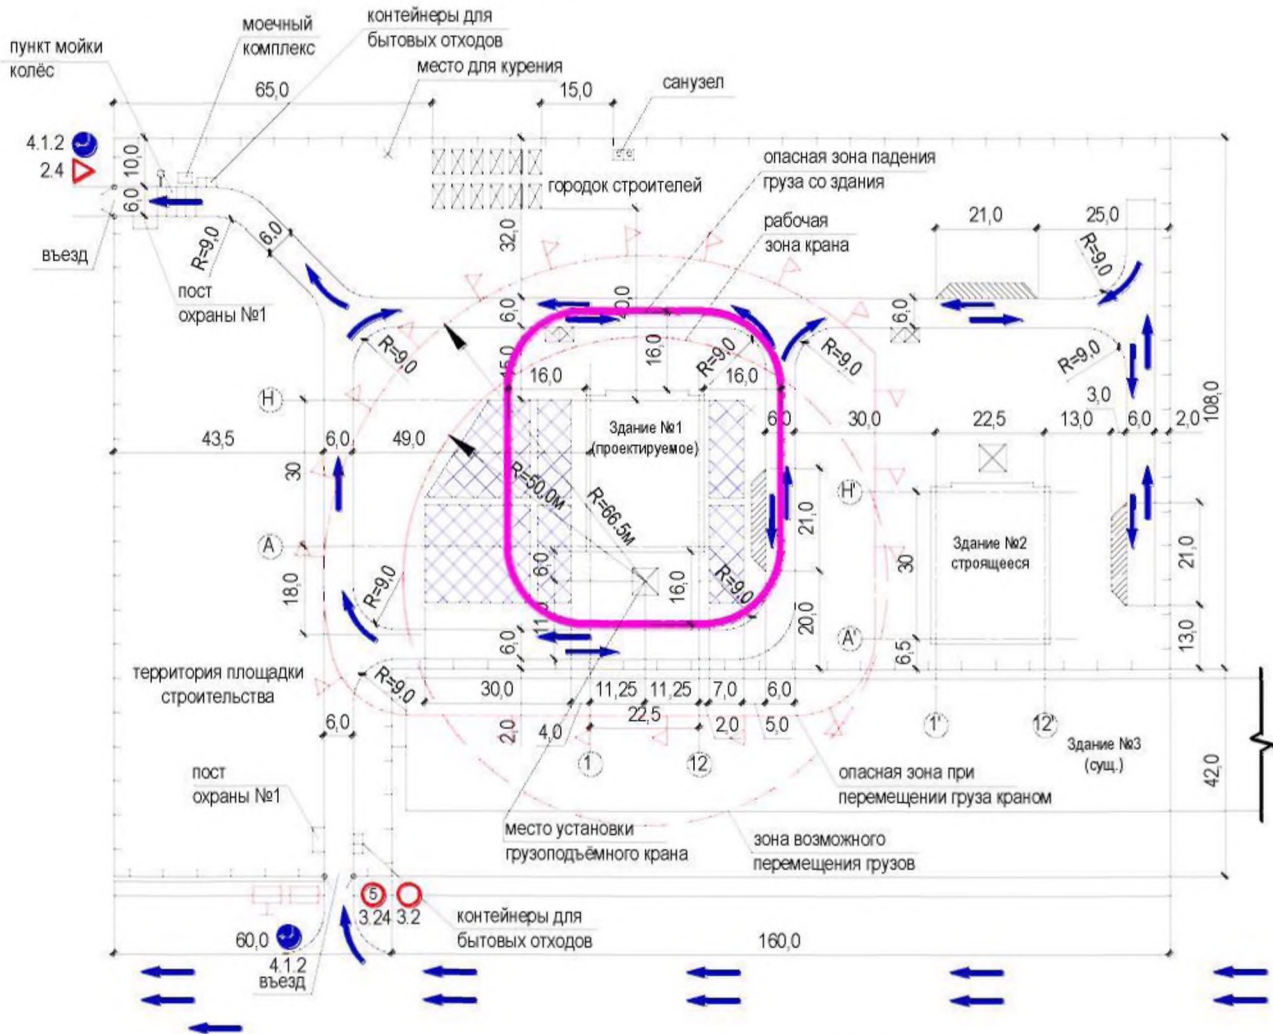 моечный
комплекс
контейнеры для
бытовых отходов
пункт мойки
колёс
место для курения
санузел
65,0
15,0
4.1.2
2.4
10,0
6,0
въезд
пост
охраны №1
R=9,0
6,0
городок строителей
32,0
опасная зона падения
груза со здания
рабочая
зона крана
21,0
25,0
R=9,0
6,0
16,0
R=9,0
R=9,0
R=9,0
6,0
R=9,0
16,0
16,0
3,0
108,0
Н
43,5
6,0
49,0
30
Здание №1
(проектируемое)
6,0
30,0
22,5
13,0
6,0
2,0
R=50,0м
R=66.5м
Н'
21,0
А
Здание №2
строящееся
30
21,0
18,0
R=9,0
6,0
16,0
R=9,0
20,0
А'
6,5
13,0
6,0
территория площадки
строительства
R=9,0
30,0
11,25
11,25
7,0
6,0
22,5
2,0
5,0
6,0
2,0
4,0
1
12
1'
12'
Здание №3
(сущ.)
42,0
пост
охраны №1
опасная зона при
перемещении груза краном
место установки
грузоподъёмного крана
зона возможного
перемещения грузов
5
3.24
3.2
контейнеры для
бытовых отходов
60,0
160,0
4.1.2
въезд